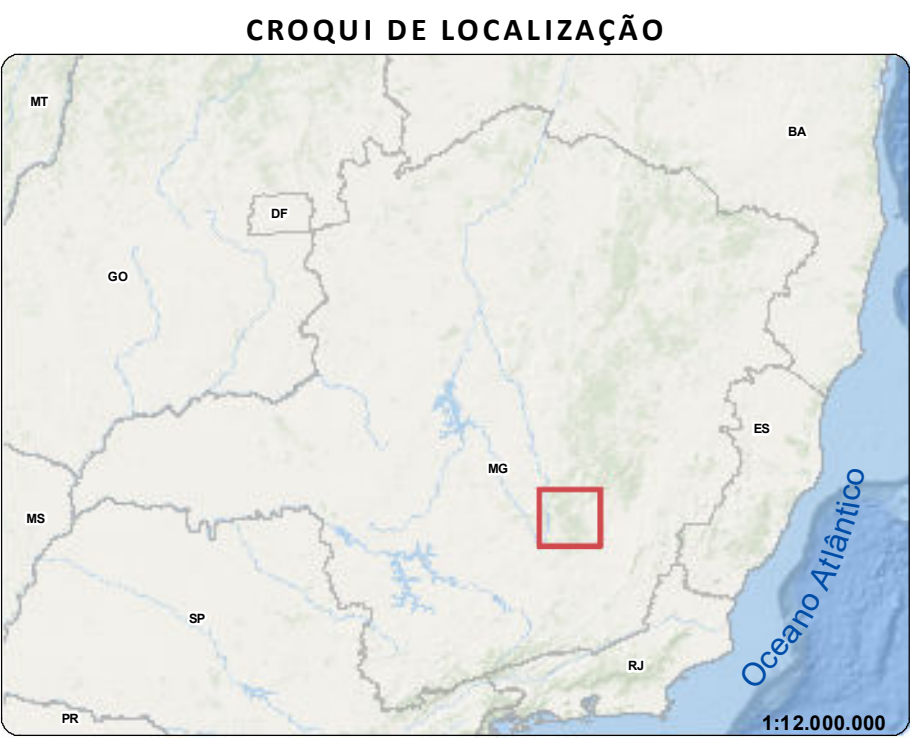 CROQUI DE LOCALIZAÇÃO
MT
BA
DF
GO
ES
MG
MS
Oceano Atlântico
SP
RJ
PR
1:12.000.000